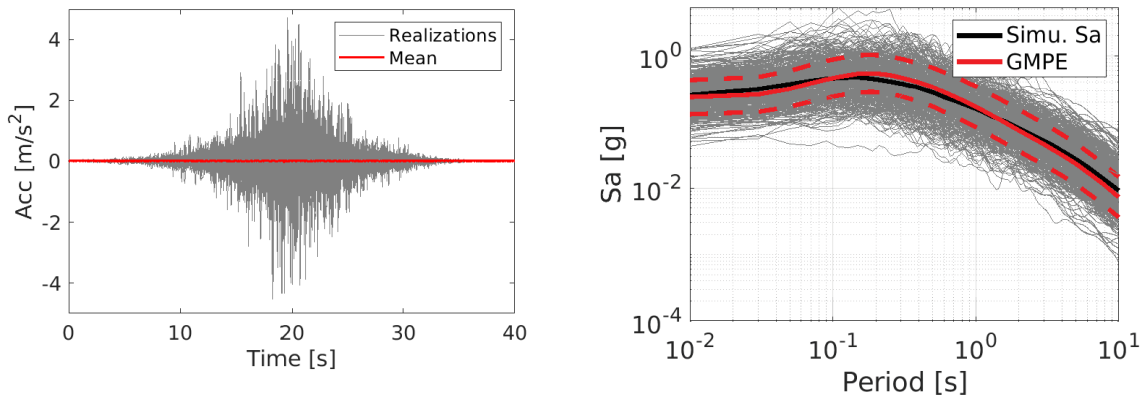 4
2
0
-2
-4
Acc [m/s²]
Realizations
Mean
0
10
20
30
40
Time [s]
10⁰
10⁻²
10⁻⁴
Sa [g]
Simu. Sa
GMPE
10⁻²
10⁻¹
10⁰
10¹
Period [s]